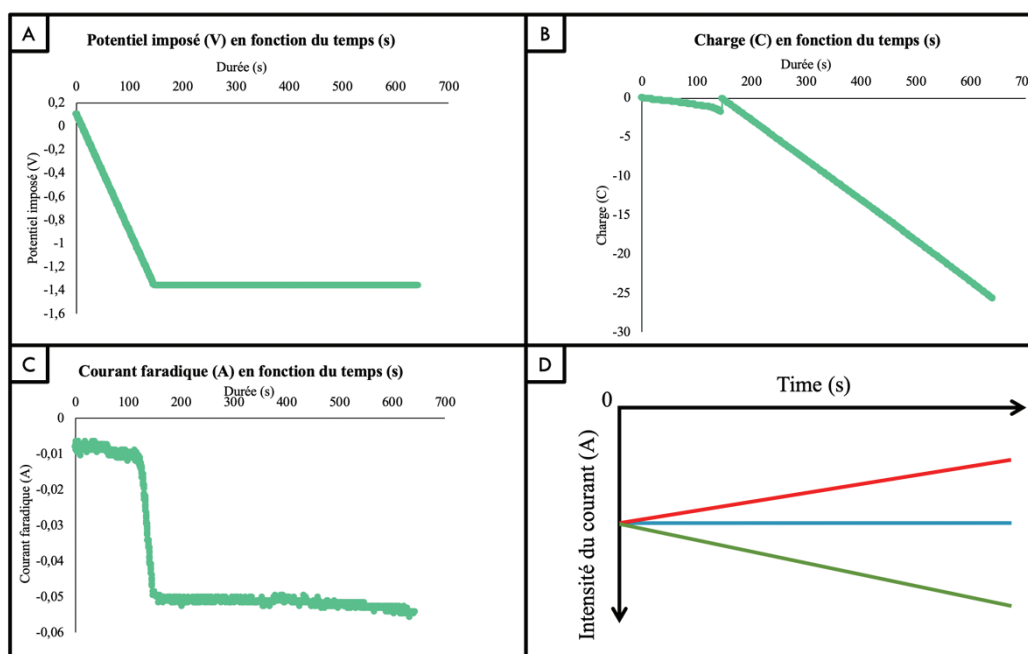 A
Potentiel imposé (V) en fonction du temps (s)
Durée (s)
0 100 200 300 400 500 600 700
0,2
0
-0,2
-0,4
-0,6
-0,8
-1
-1,2
-1,4
-1,6
Potentiel imposé (V)
B
Charge (C) en fonction du temps (s)
Durée (s)
0 100 200 300 400 500 600 700
0
-5
-10
-15
-20
-25
-30
Charge (C)
C
Courant faradique (A) en fonction du temps (s)
Durée (s)
0 100 200 300 400 500 600 700
0
-0,01
-0,02
-0,03
-0,04
-0,05
-0,06
Courant faradique (A)
D
Time (s)
0
Intensité du courant (A)